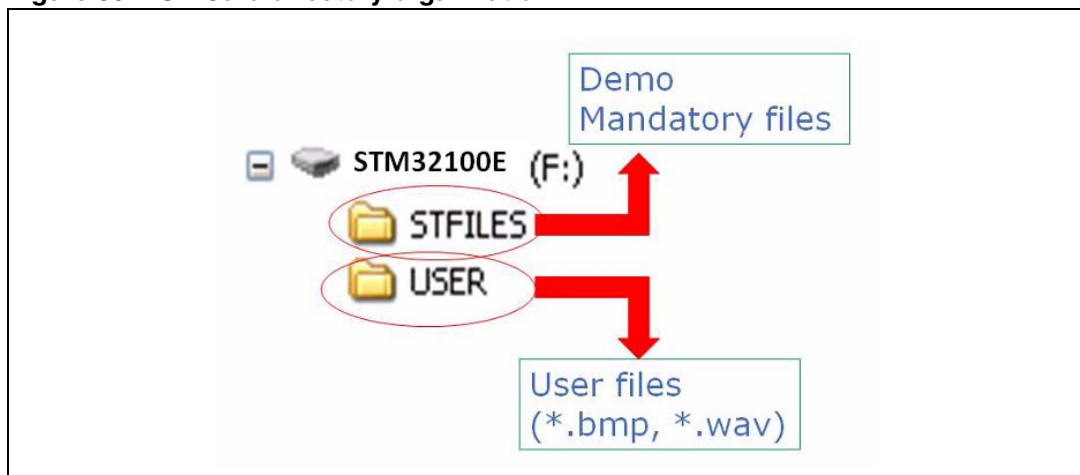 Demo
Mandatory files
STM32100E (F:)
STFILES
USER
User files
(*.bmp, *.wav)